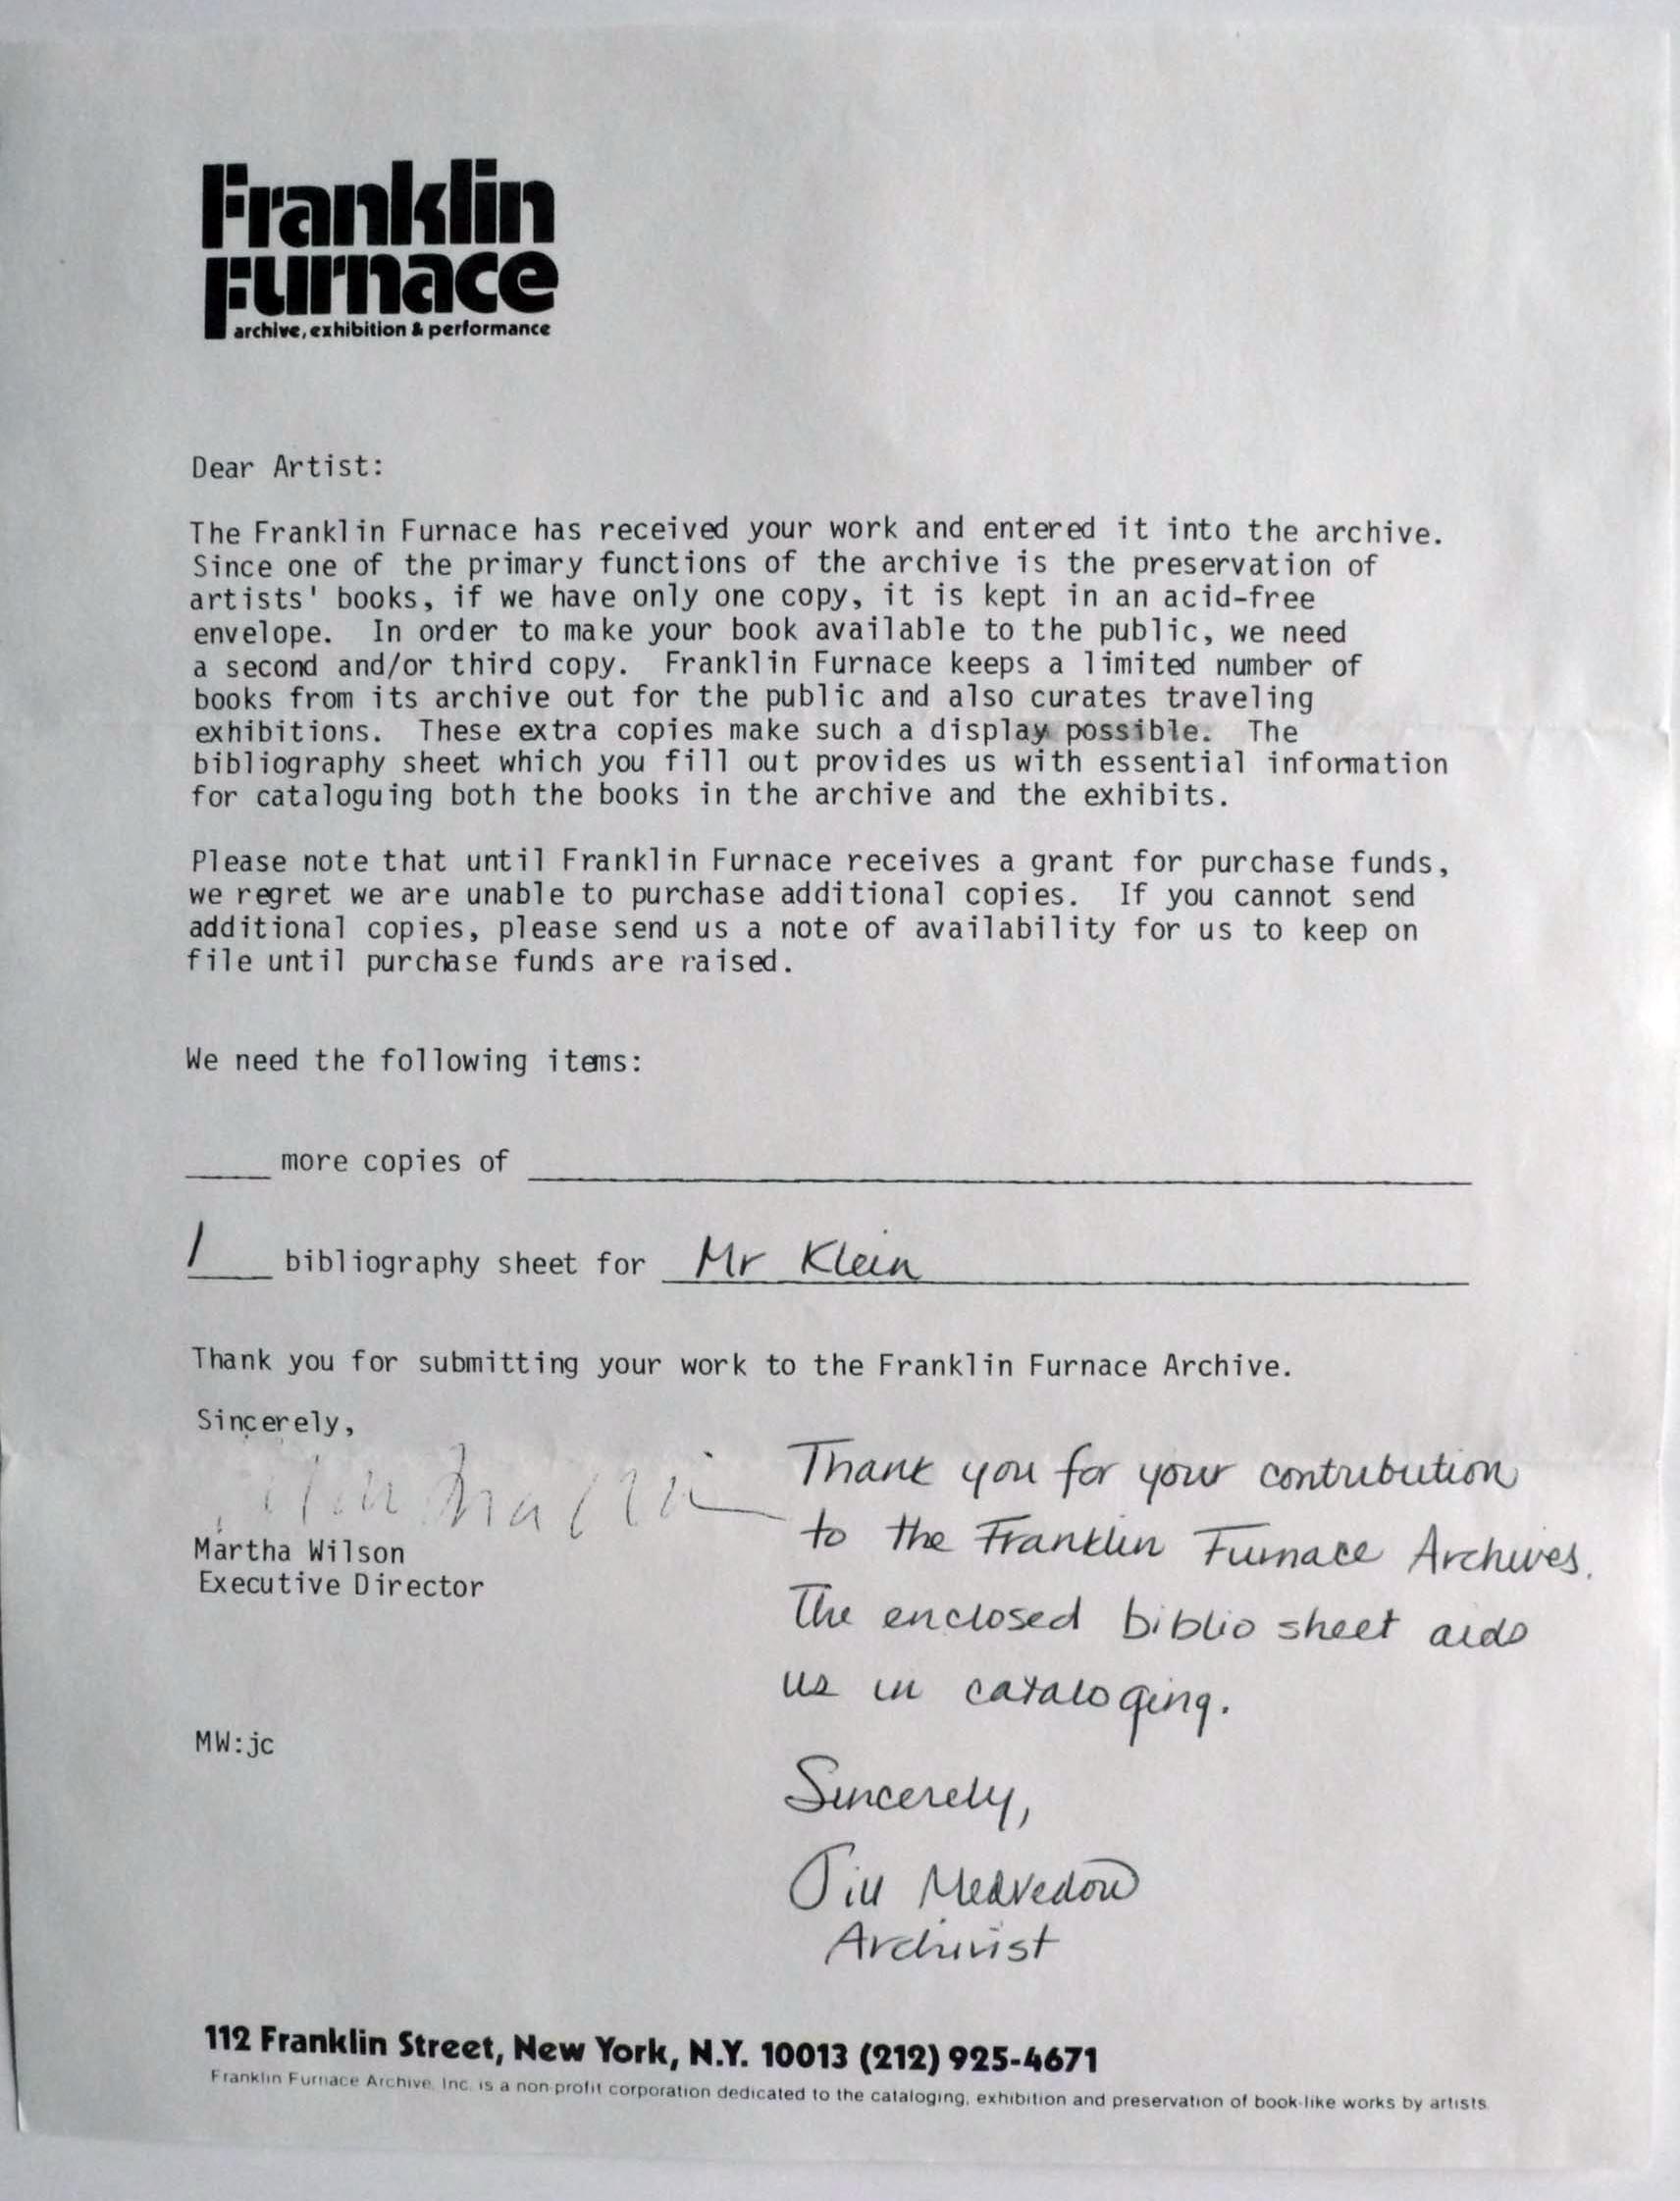 Franklin
Furnace
archive, exhibition & performance
Dear Artist:
The Franklin Furnace has received your work and entered it into the archive.
Since one of the primary functions of the archive is the preservation of
artists' books, if we have only one copy, it is kept in an acid-free
envelope. In order to make your book available to the public, we need
a second and/or third copy. Franklin Furnace keeps a limited number of
books from its archive out for the public and also curates traveling
exhibitions. These extra copies make such a display possible. The
bibliography sheet which you fill out provides us with essential information
for cataloguing both the books in the archive and the exhibits.
Please note that until Franklin Furnace receives a grant for purchase funds,
we regret we are unable to purchase additional copies. If you cannot send
additional copies, please send us a note of availability for us to keep on
file until purchase funds are raised.
We need the following items:
____ more copies of ____
1 bibliography sheet for Mr Klein
Thank you for submitting your work to the Franklin Furnace Archive.
Sincerely,
Martha Wilson
Executive Director
MW:jc
Thank you for your contribution
to the Franklin Furnace Archives.
The enclosed biblio sheet aids
us in cataloging.
Sincerely,
Jill Medvedow
Archivist
112 Franklin Street, New York, N.Y. 10013 (212) 925-4671
Franklin Furnace Archive, Inc. is a non-profit corporation dedicated to the cataloging, exhibition and preservation of book-like works by artists.